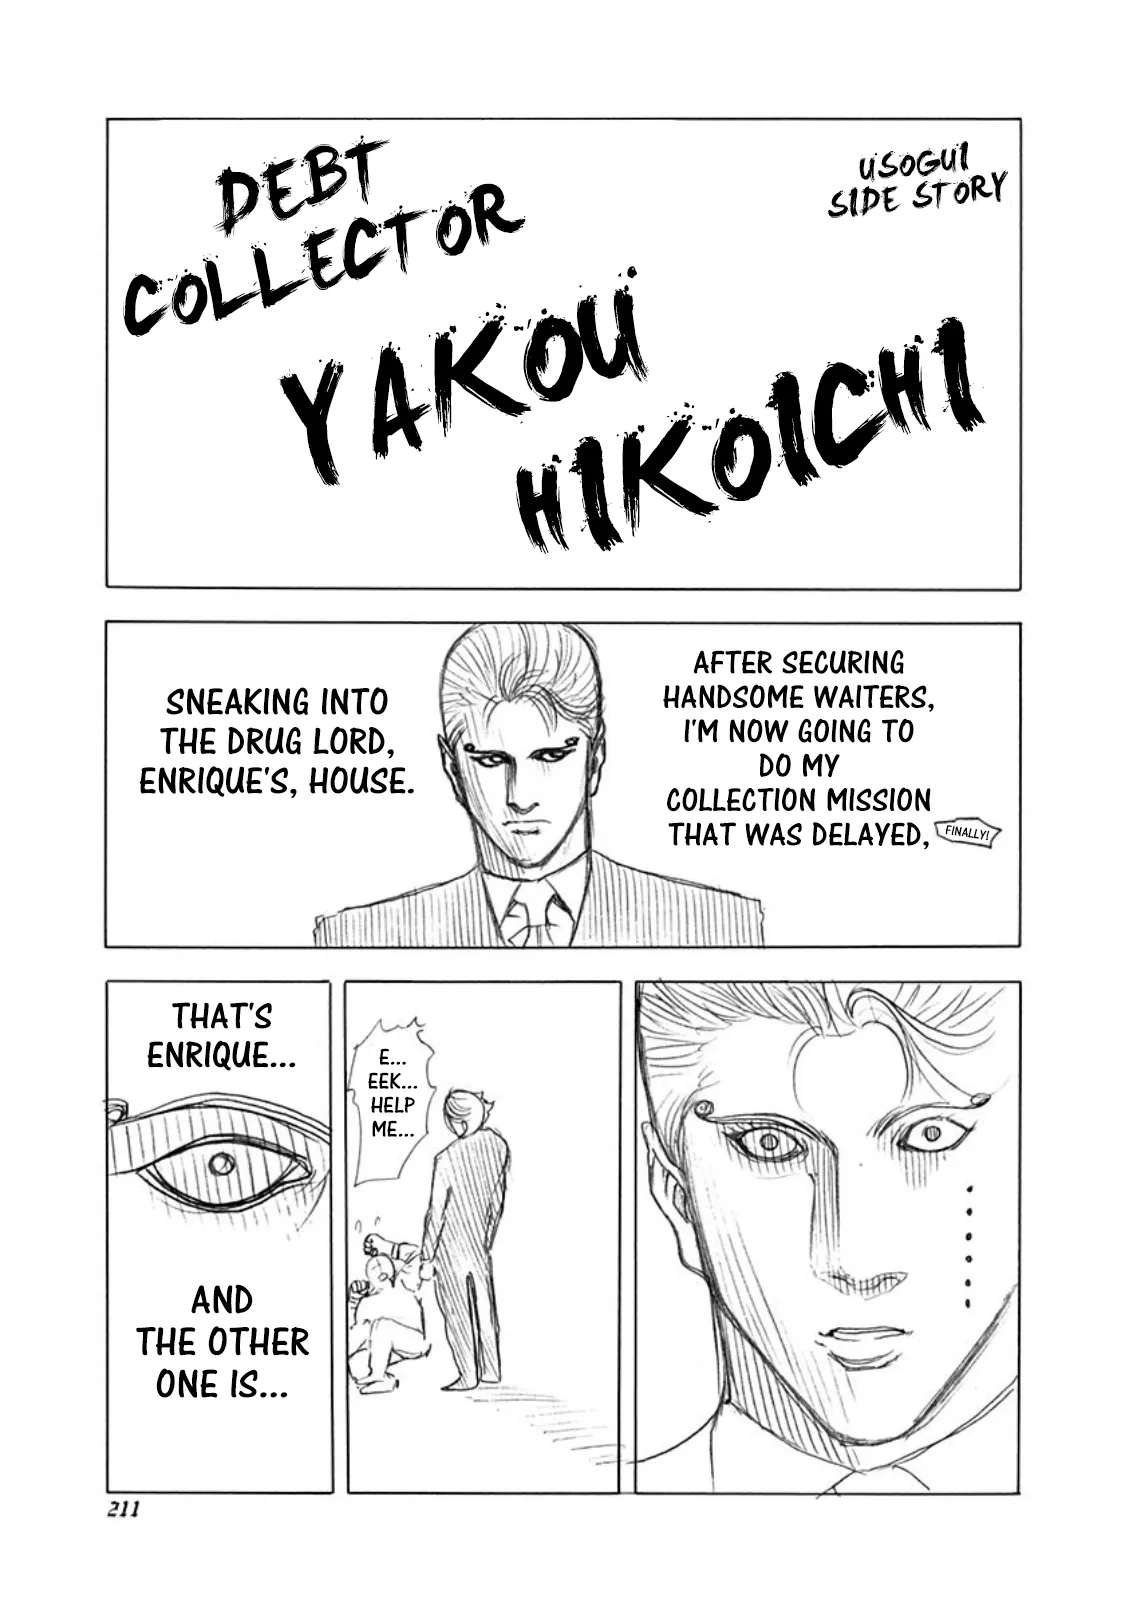 USOGUI
SIDE STORY
DEBT
COLLECTOR
YAKOU
HIKOICHI
AFTER SECURING
HANDSOME WAITERS,
I'M NOW GOING TO
DO MY
COLLECTION MISSION
THAT WAS DELAYED,
FINALLY!
SNEAKING INTO
THE DRUG LORD,
ENRIQUE'S, HOUSE.
......
E...
EEK...
HELP
ME...
THAT'S
ENRIQUE...
AND
THE OTHER
ONE IS...
211